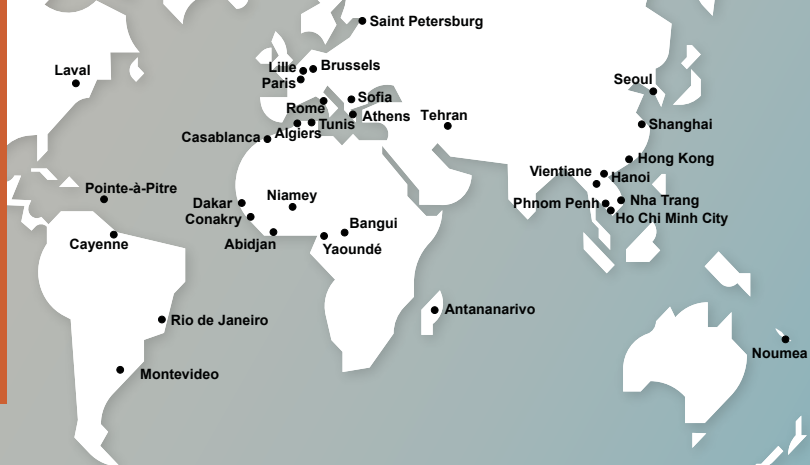 Saint Petersburg
Laval
Lille
Brussels
Paris
Seoul
Rome
Sofia
Athens
Tehran
Casablanca
Algiers
Tunis
Shanghai
Hong Kong
Vientiane
Hanoi
Pointe-à-Pitre
Niamey
Dakar
Conakry
Phnom Penh
Nha Trang
Ho Chi Minh City
Cayenne
Abidjan
Bangui
Yaoundé
Antananarivo
Rio de Janeiro
Noumea
Montevideo